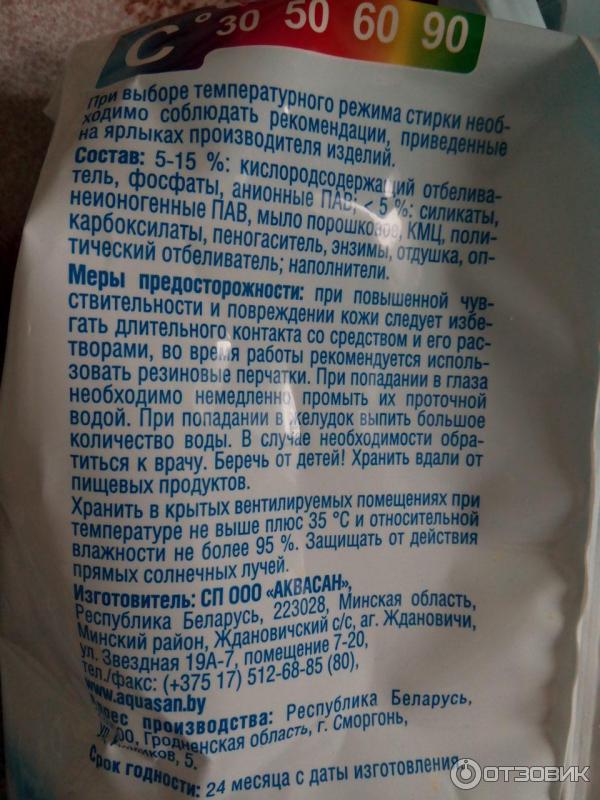 C° 30 50 60 90
При выборе температурного режима стирки необ-
ходимо соблюдать рекомендации, приведенные
на ярлыках производителя изделий.
Состав: 5-15 %: кислородсодержащий отбелива-
тель, фосфаты, анионные ПАВ; < 5 %: силикаты,
неионогенные ПАВ, мыло порошковое, КМЦ, поли-
карбоксилаты, пеногаситель, энзимы, отдушка, оп-
тический отбеливатель; наполнители.
Меры предосторожности: при повышенной чув-
ствительности и повреждении кожи следует избе-
гать длительного контакта со средством и его рас-
творами, во время работы рекомендуется исполь-
зовать резиновые перчатки. При попадании в глаза
необходимо немедленно промыть их проточной
водой. При попадании в желудок выпить большое
количество воды. В случае необходимости обра-
титься к врачу. Беречь от детей! Хранить вдали от
пищевых продуктов.
Хранить в крытых вентилируемых помещениях при
температуре не выше плюс 35 °С и относительной
влажности не более 95 %. Защищать от действия
прямых солнечных лучей.
Изготовитель: СП ООО «АКВАСАН»,
Республика Беларусь, 223028, Минская область,
Минский район, Ждановичский с/с, аг. Ждановичи,
ул. Звездная 19А-7, помещение 7-20,
тел./факс: (+375 17) 512-68-85 (80),
www.aquasan.by
производства: Республика Беларусь,
Гродненская область, г. Сморгонь,
5.
Срок годности: 24 месяца с даты изготовления.
ОТЗОВИК